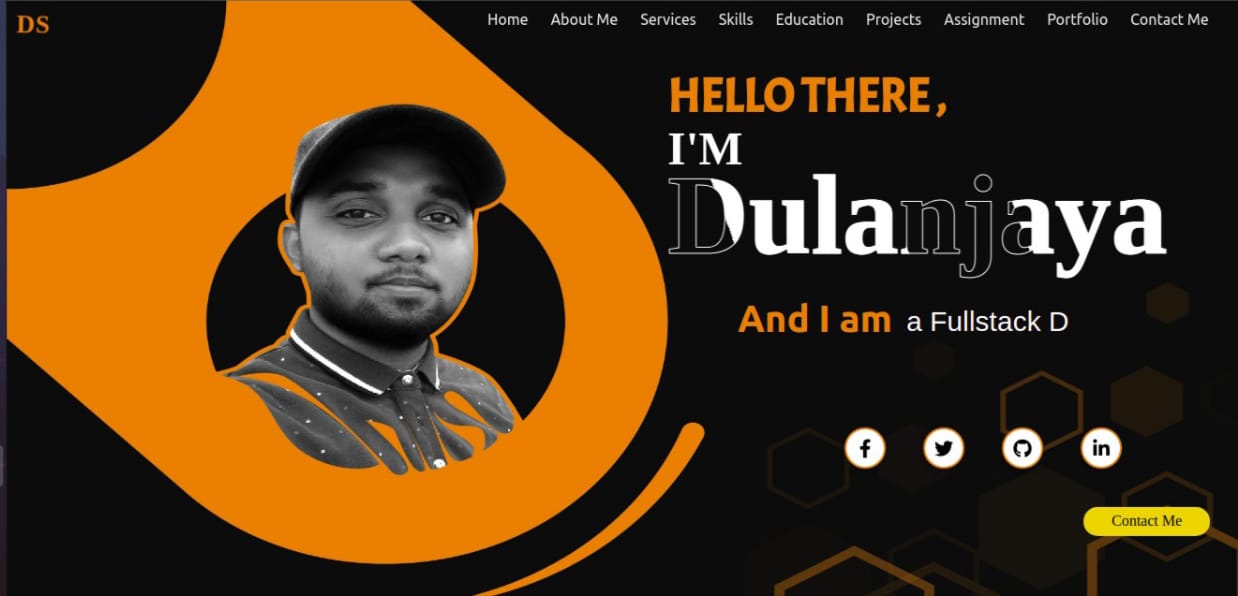 DS
Home About Me Services Skills Education Projects Assignment Portfolio Contact Me
HELLO THERE ,
I'M
Dulanjaya
And I am a Fullstack D
Contact Me